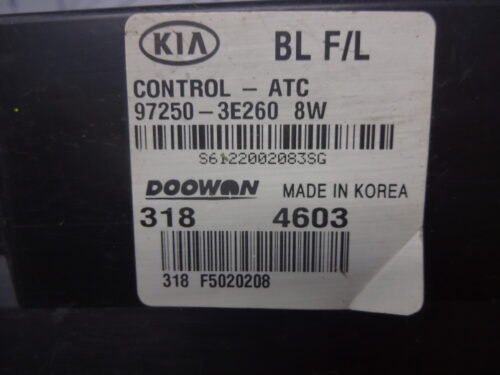 KIA BL F/L
CONTROL - ATC
97250-3E260 8W
S6122002083SG
DOOWON MADE IN KOREA
318 4603
318 F5020208